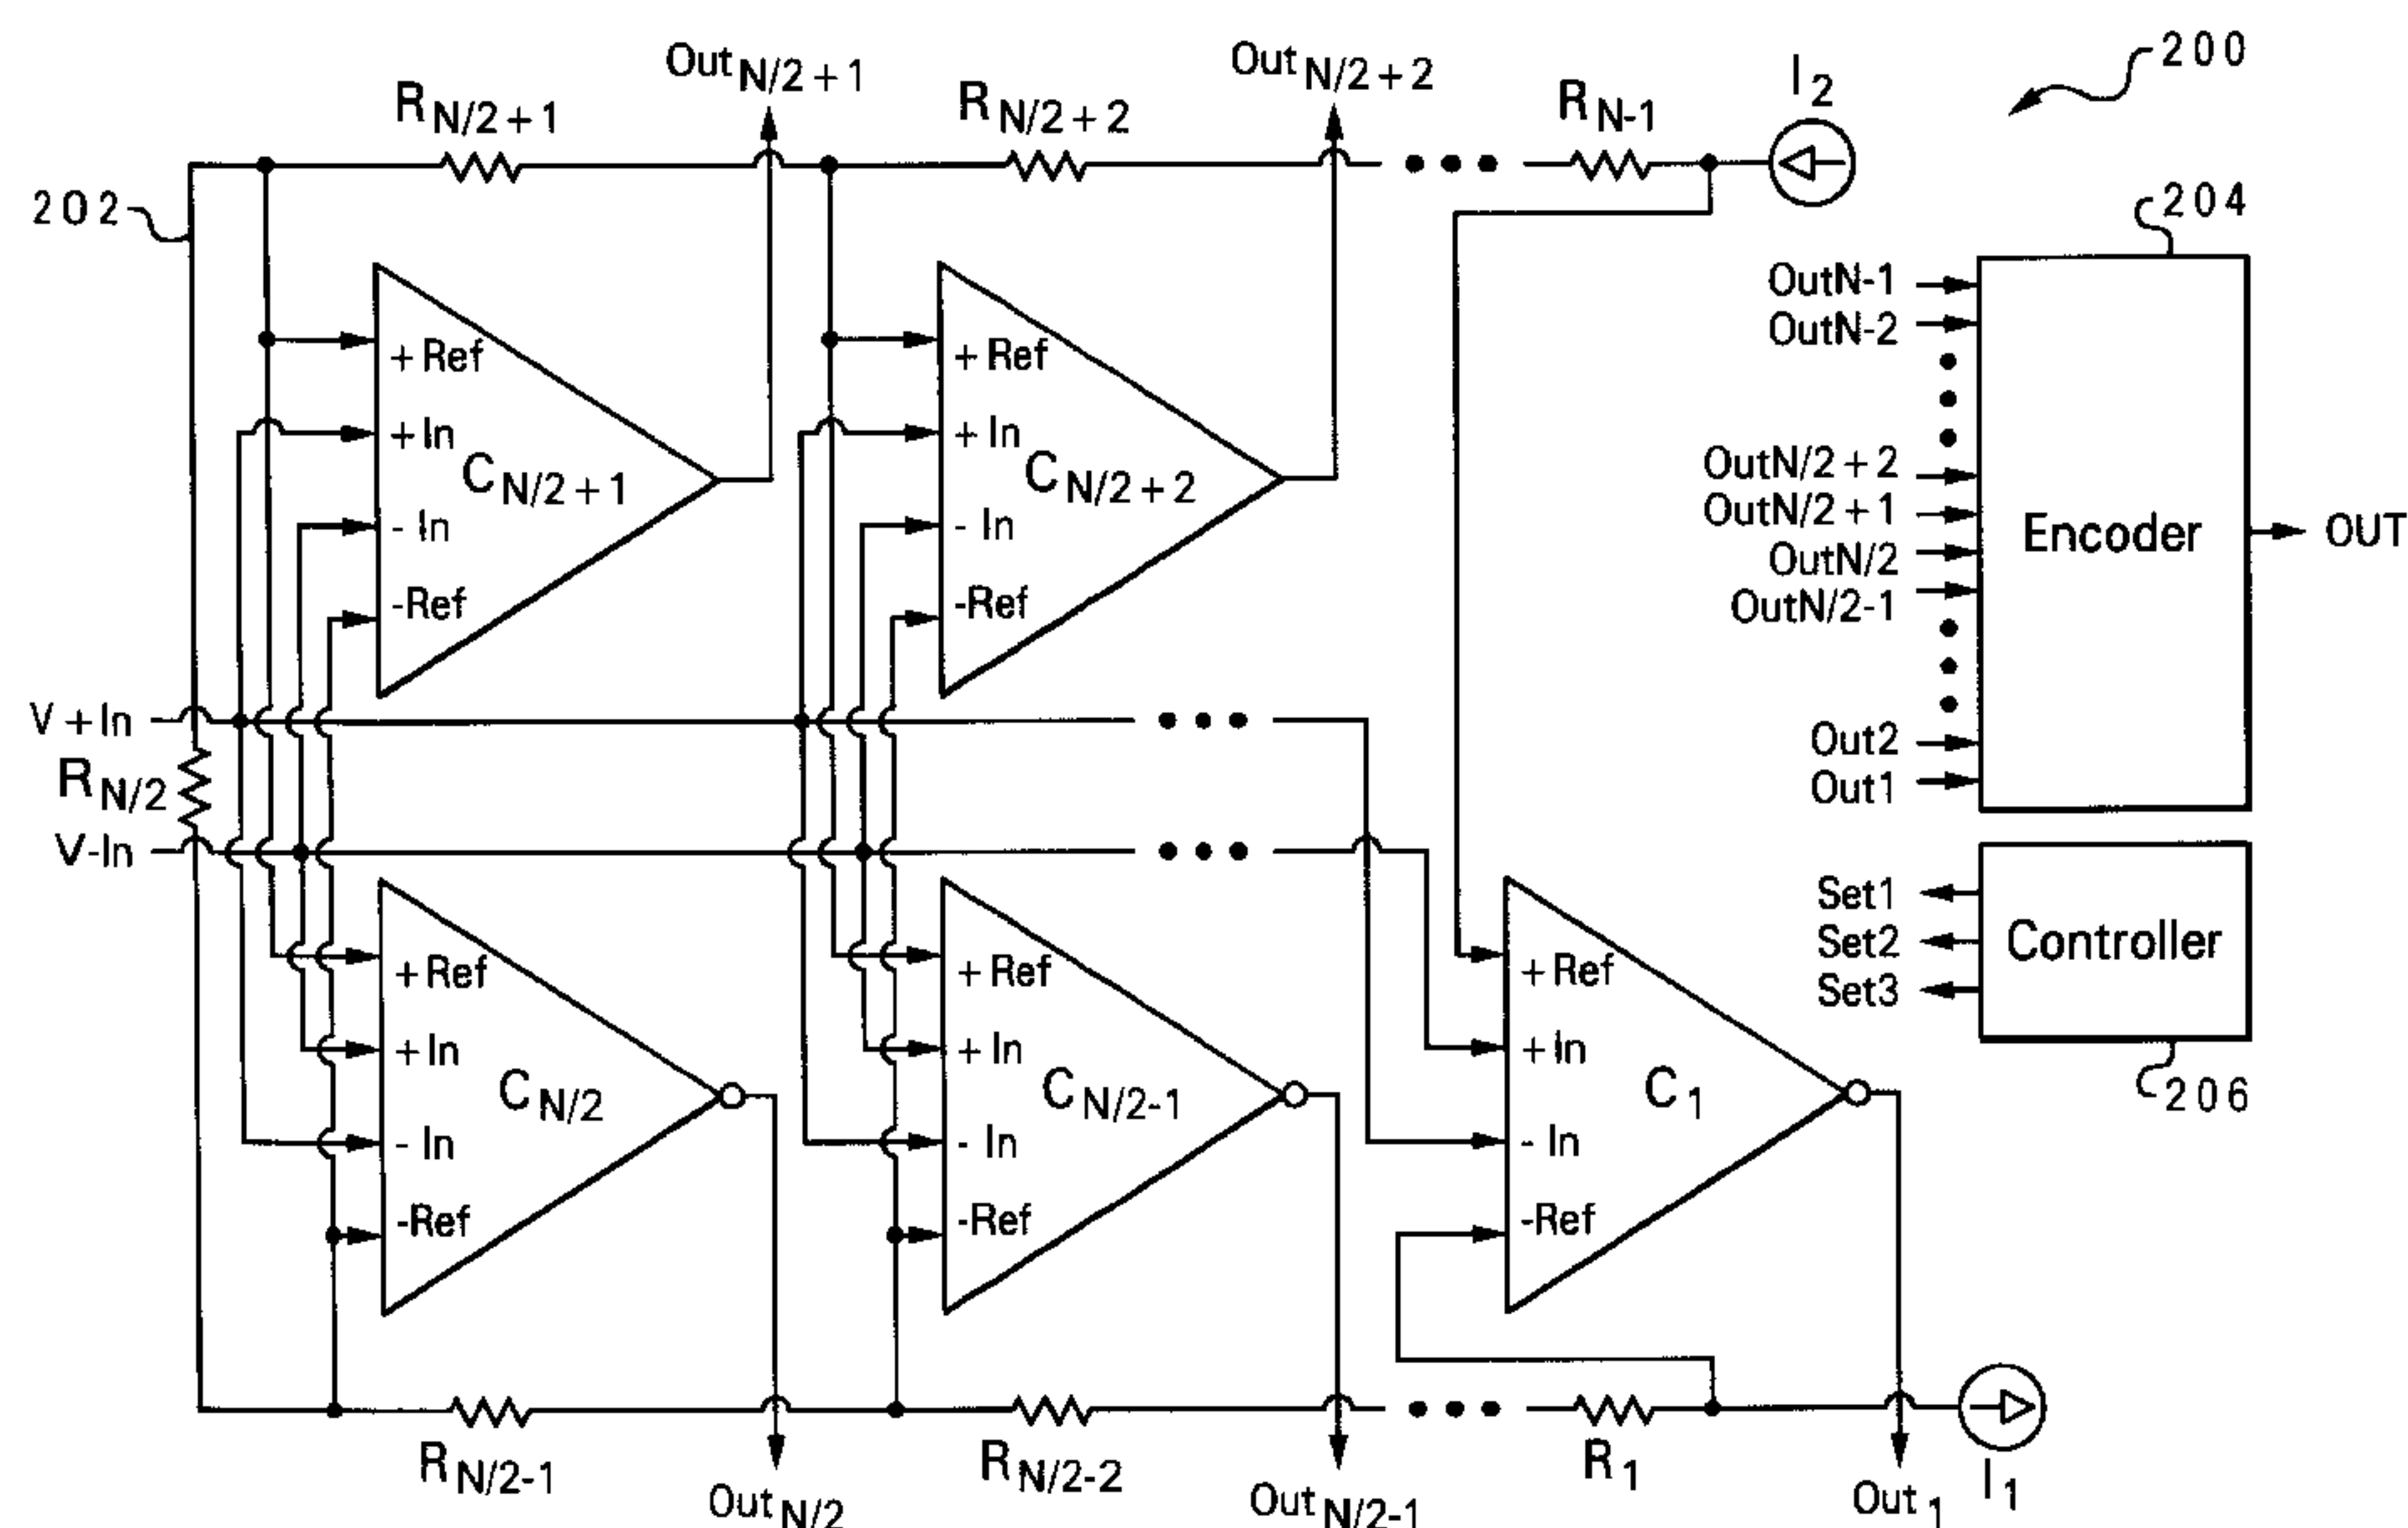 200
Out N/2 + 1
Out N/2 + 2
I 2
R N/2 + 1
R N/2 + 2
R N-1
202
204
+ Ref
+ In
C N/2 + 1
- In
-Ref
+ Ref
+ In
C N/2 + 2
- In
-Ref
OutN-1
OutN-2
OutN/2 + 2
OutN/2 + 1
OutN/2
OutN/2-1
Out2
Out1
Encoder
OUT
V + In
R N/2
V-In
+ Ref
+ In
C N/2
- In
-Ref
+ Ref
+ In
C N/2-1
- In
-Ref
+ Ref
+ In
C 1
- In
-Ref
Set1
Set2
Set3
Controller
206
R N/2-1
R N/2-2
R 1
I 1
Out N/2
Out N/2-1
Out 1